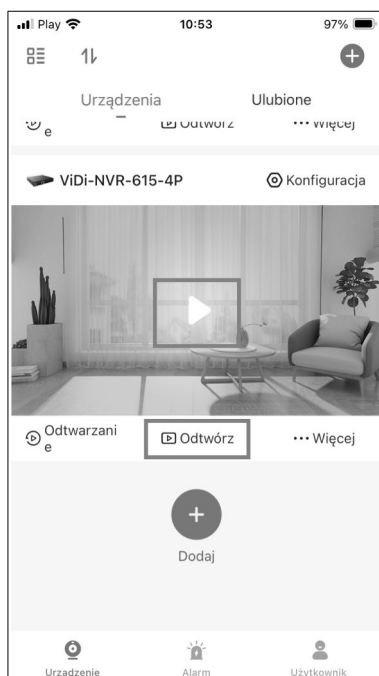 Play 10:53 97%
Urządzenia Ulubione
e Odtwórz ••• Więcej
ViDi-NVR-615-4P Konfiguracja
Odtwarzani
e Odtwórz ••• Więcej
Dodaj
Urządzenie Alarm Użytkownik